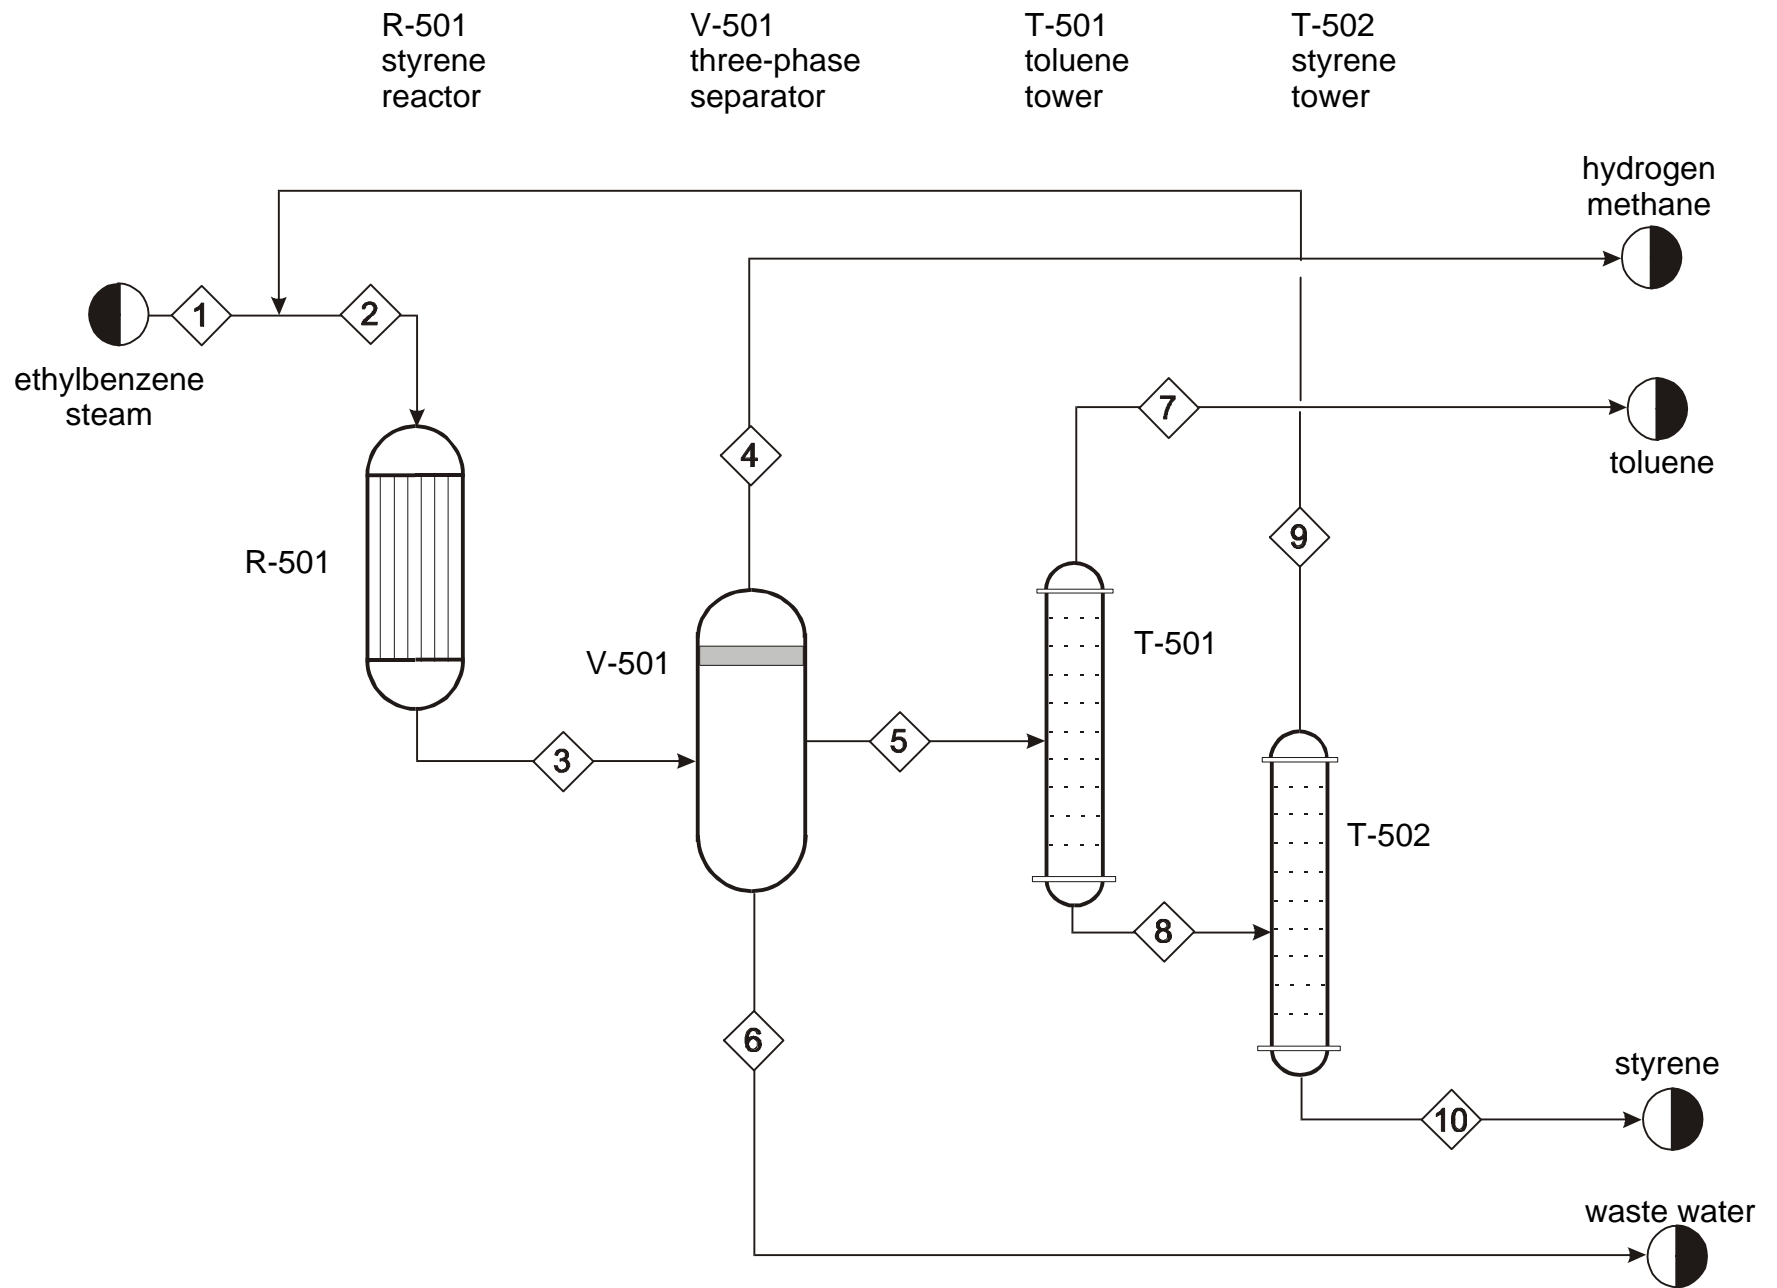 R-501
styrene
reactor
V-501
three-phase
separator
T-501
toluene
tower
T-502
styrene
tower
hydrogen
methane
1
2
ethylbenzene
steam
4
7
toluene
9
R-501
T-501
V-501
5
3
T-502
8
6
styrene
10
waste water